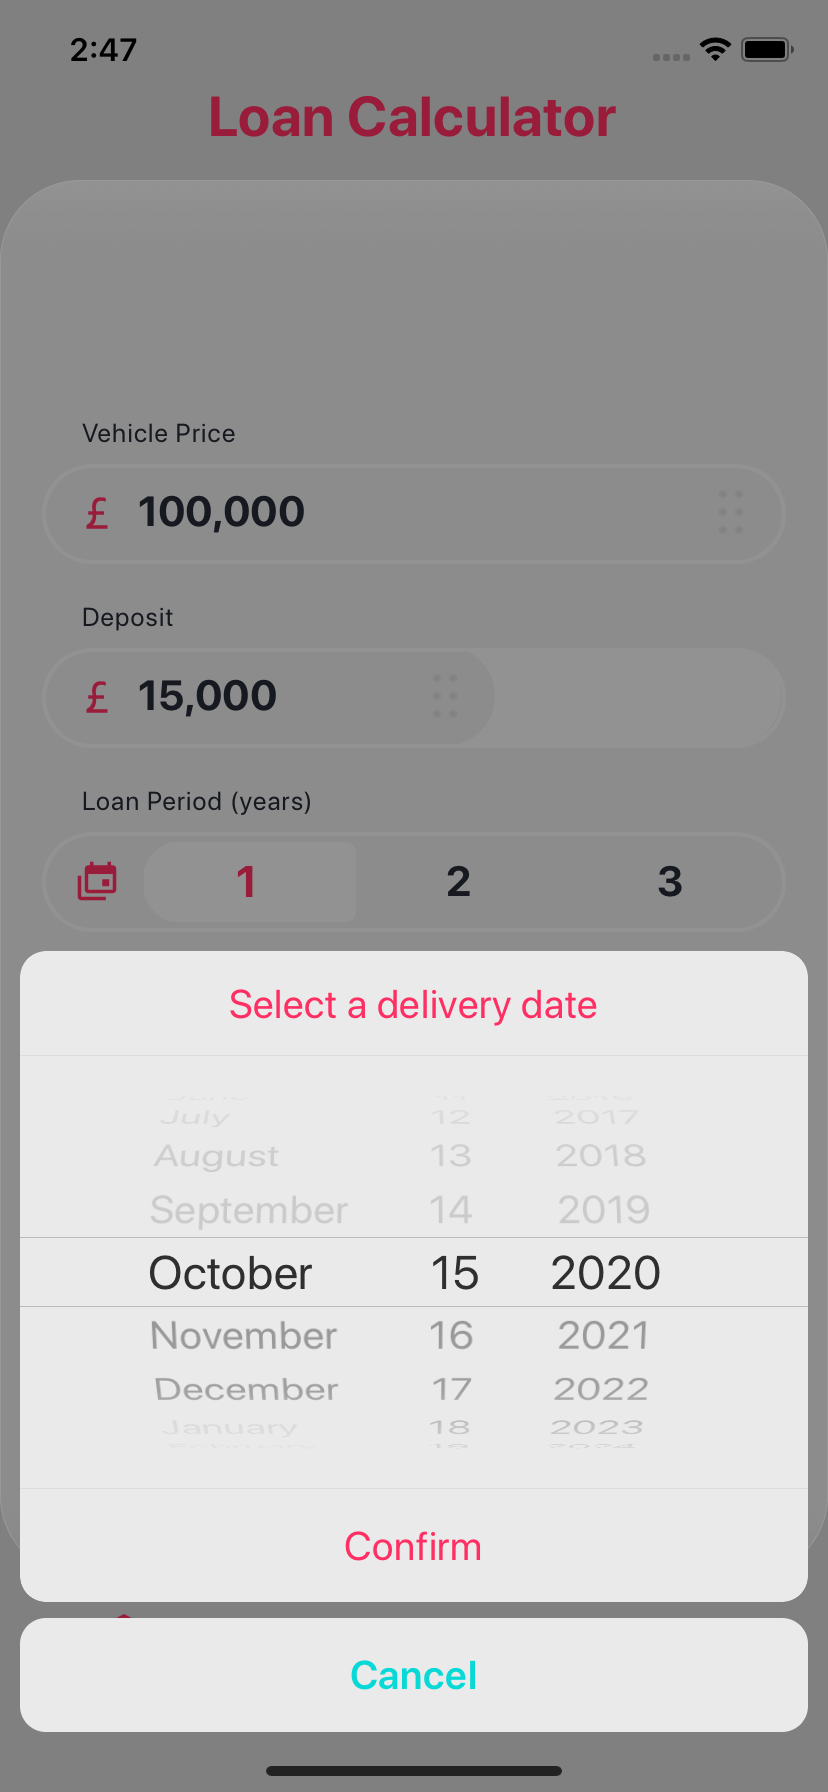 2:47
Loan Calculator
Vehicle Price
£ 100,000
Deposit
£ 15,000
Loan Period (years)
1 2 3
Select a delivery date
July 12 2017
August 13 2018
September 14 2019
October 15 2020
November 16 2021
December 17 2022
January 18 2023
Confirm
Cancel